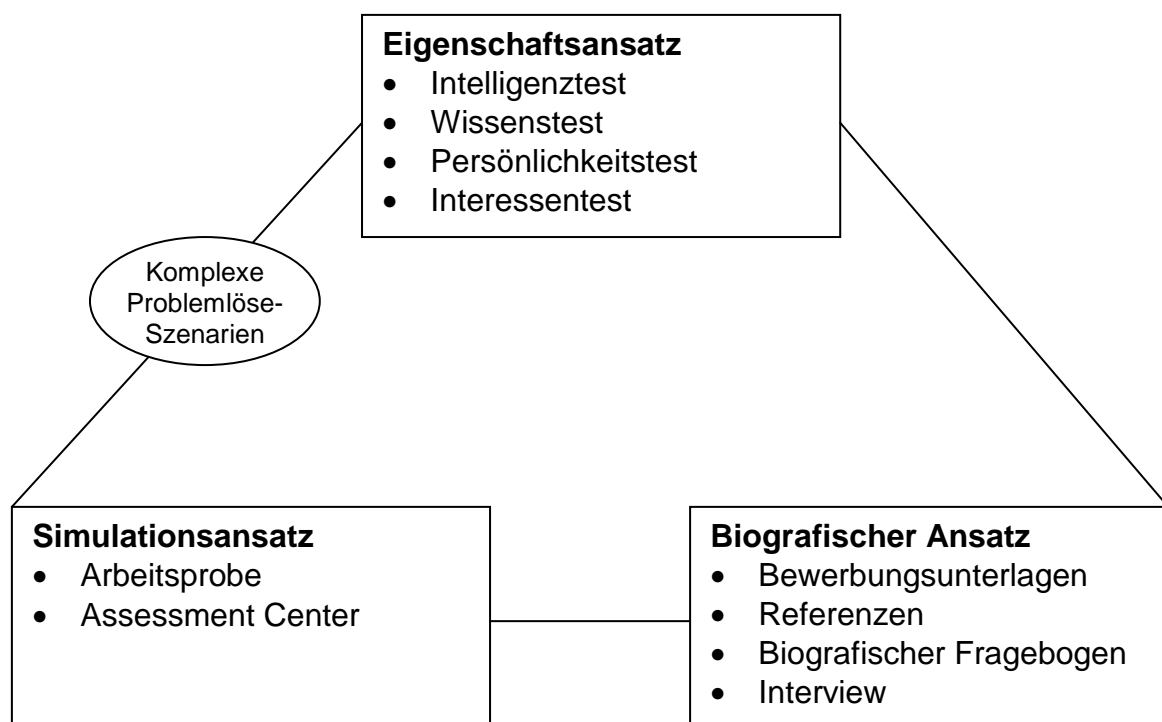 Eigenschaftsansatz
• Intelligenztest
• Wissenstest
• Persönlichkeitstest
• Interessentest
Komplexe
Problemlöse-
Szenarien
Simulationsansatz
• Arbeitsprobe
• Assessment Center
Biografischer Ansatz
• Bewerbungsunterlagen
• Referenzen
• Biografischer Fragebogen
• Interview